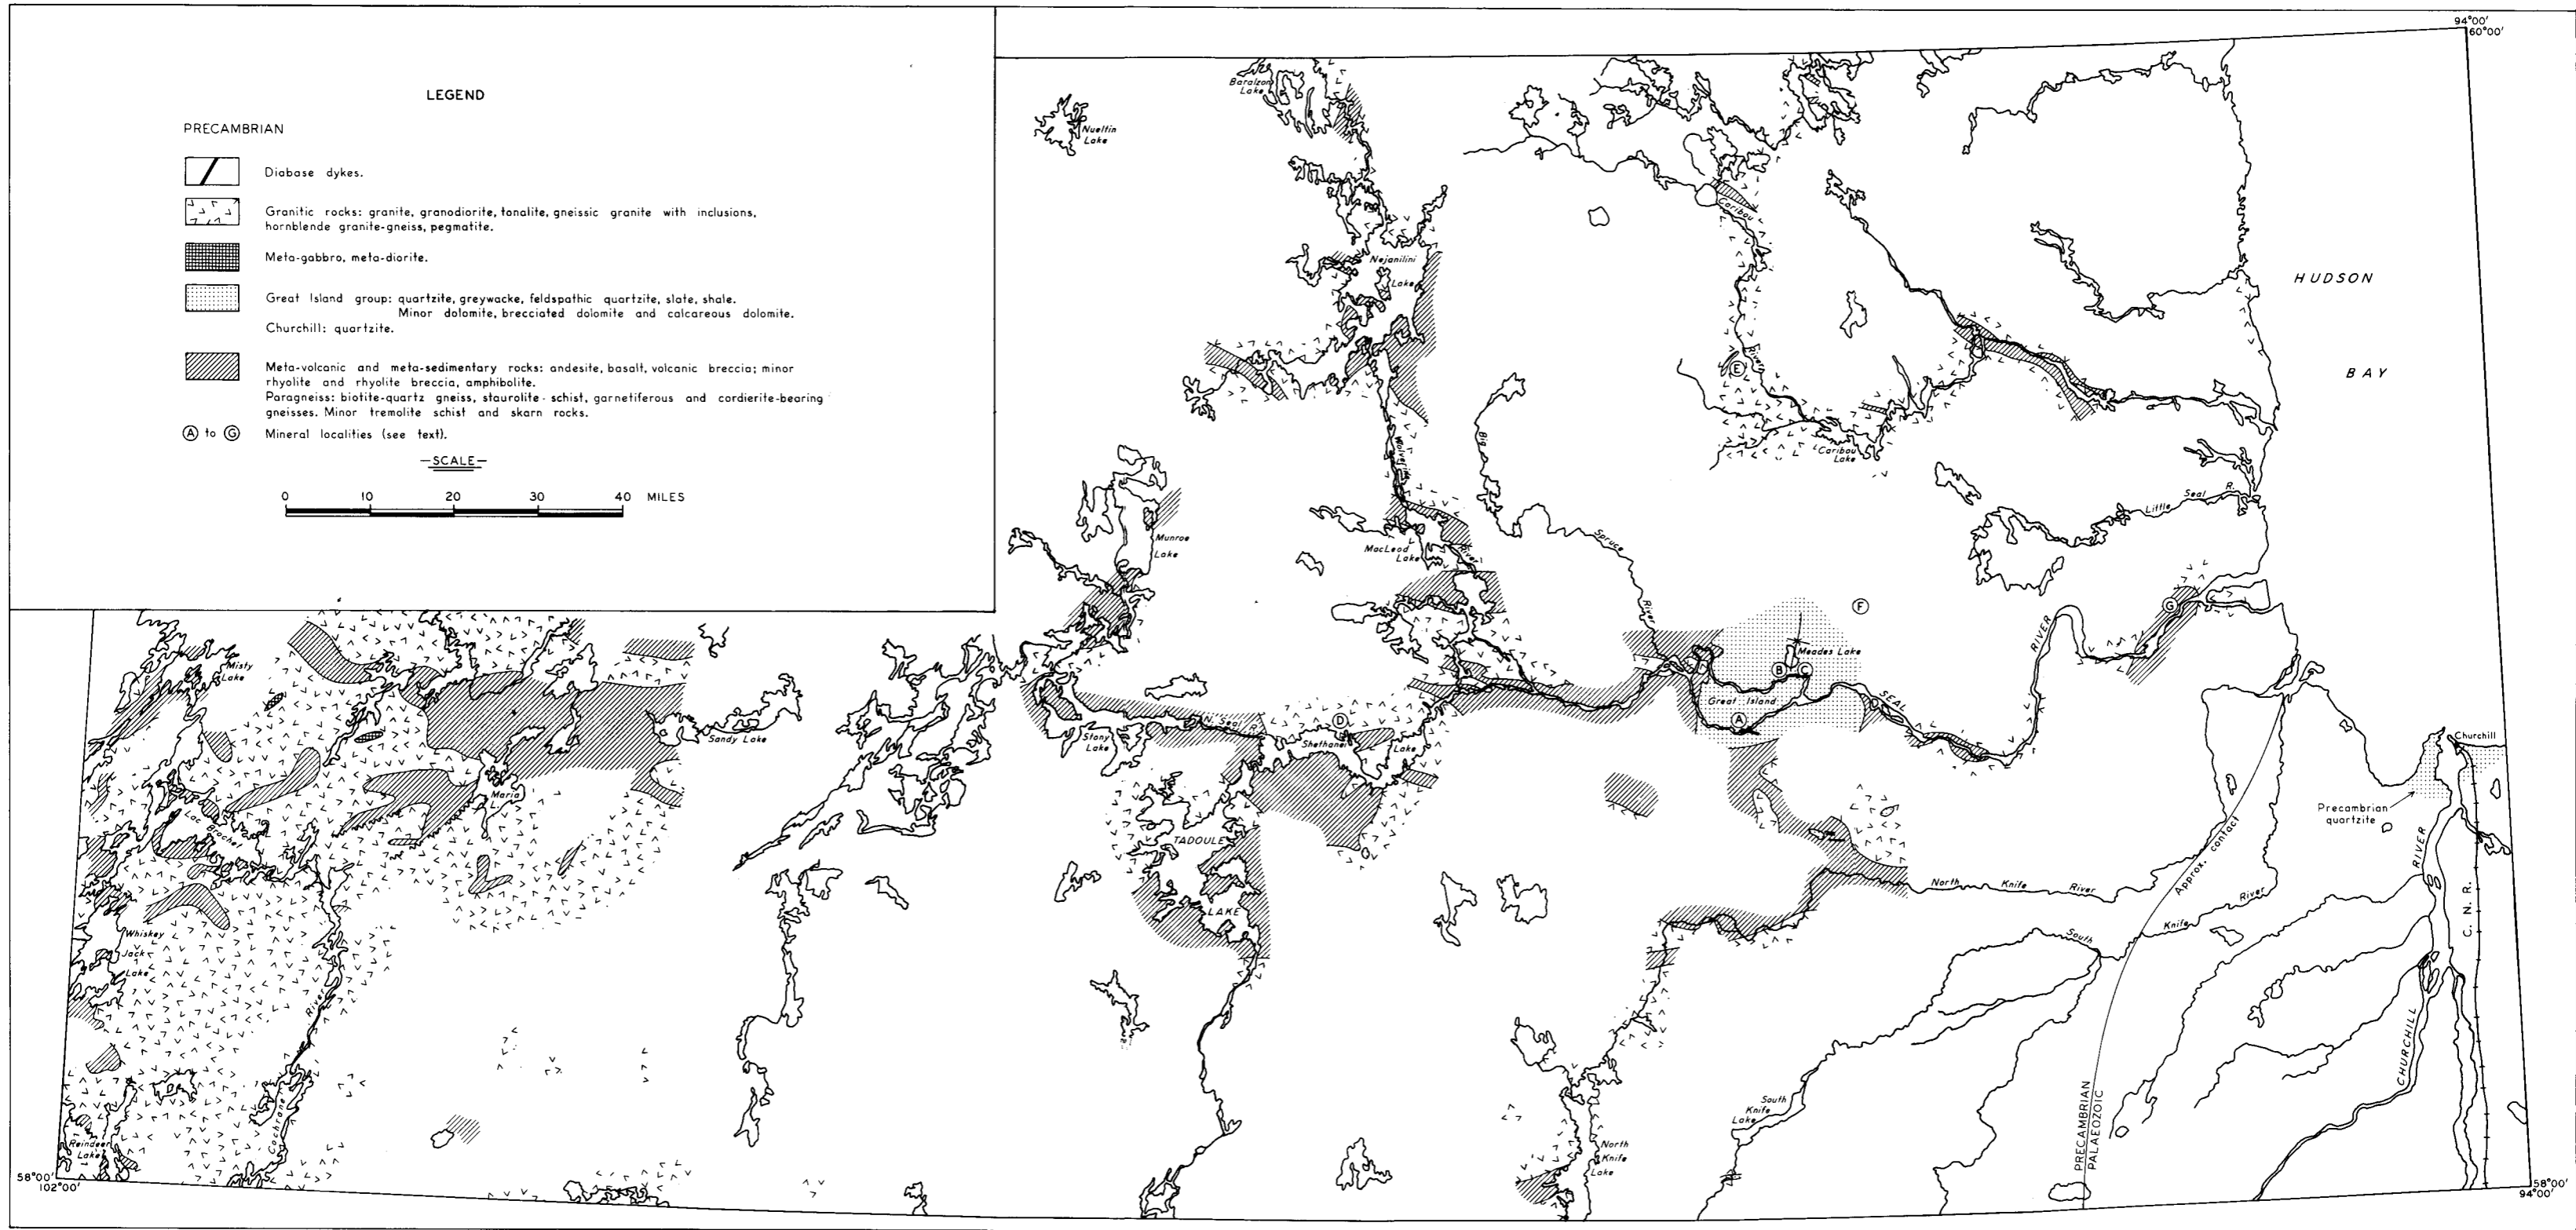 LEGEND
PRECAMBRIAN
Diabase dykes.
Granitic rocks: granite, granodiorite, tonalite, gneissic granite with inclusions,
hornblende granite-gneiss, pegmatite.
Meta-gabbro, meta-diorite.
Great Island group: quartzite, greywacke, feldspathic quartzite, slate, shale.
Minor dolomite, brecciated dolomite and calcareous dolomite.
Churchill: quartzite.
Meta-volcanic and meta-sedimentary rocks: andesite, basalt, volcanic breccia; minor
rhyolite and rhyolite breccia, amphibolite.
Paragneiss: biotite-quartz gneiss, staurolite-schist, garnetiferous and cordierite-bearing
gneisses. Minor tremolite schist and skarn rocks.
A to G Mineral localities (see text).
—SCALE—
0 10 20 30 40 MILES
94°00'
60°00'
Baralzon
Lake
Nueltin
Lake
Caribou
River
Nejanilini
Lake
HUDSON
BAY
E
Caribou
Lake
Wolverine
River
Big
Spruce
River
Little Seal R.
Munroe
Lake
MacLeod
Lake
F
G
RIVER
Misty
Lake
Meades Lake
B
C
Great Island
A
SEAL
Sandy Lake
Stony
Lake
N. Seal
D
Shethanei
Lake
Churchill
Maria
L.
Lac Brochet
Precambrian
quartzite
TADOULE
LAKE
Approx. contact
RIVER
North Knife River
South Knife River
C. N. R.
Whiskey
Jack
Lake
River
Cochrane
CHURCHILL
South
Knife
Lake
North
Knife
Lake
PRECAMBRIAN
PALAEOZOIC
Reindeer
Lake
58°00'
102°00'
58°00'
94°00'